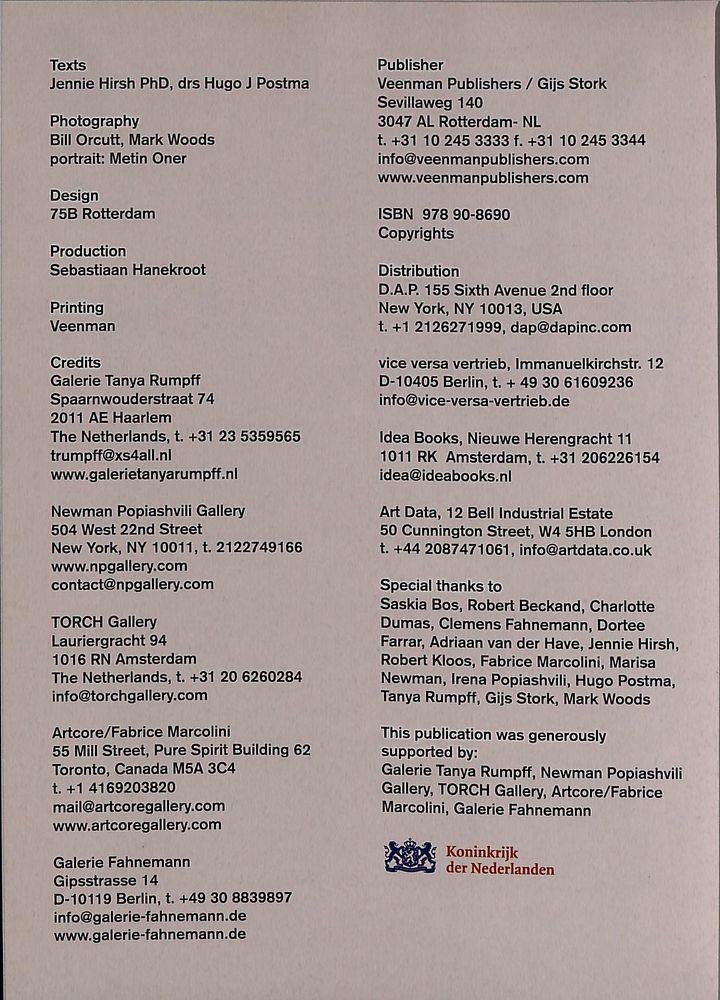 Texts
Jennie Hirsh PhD, drs Hugo J Postma
Photography
Bill Orcutt, Mark Woods
portrait: Metin Oner
Design
75B Rotterdam
Production
Sebastiaan Hanekroot
Printing
Veenman
Credits
Galerie Tanya Rumpff
Spaarnwouderstraat 74
2011 AE Haarlem
The Netherlands, t. +31 23 5359565
trumpff@xs4all.nl
www.galerietanyarumpff.nl
Newman Popiashvili Gallery
504 West 22nd Street
New York, NY 10011, t. 2122749166
www.npgallery.com
contact@npgallery.com
TORCH Gallery
Lauriergracht 94
1016 RN Amsterdam
The Netherlands, t. +31 20 6260284
info@torchgallery.com
Artcore/Fabrice Marcolini
55 Mill Street, Pure Spirit Building 62
Toronto, Canada M5A 3C4
t. +1 4169203820
mail@artcoregallery.com
www.artcoregallery.com
Galerie Fahnemann
Gipsstrasse 14
D-10119 Berlin, t. +49 30 8839897
info@galerie-fahnemann.de
www.galerie-fahnemann.de
Publisher
Veenman Publishers / Gijs Stork
Sevillaweg 140
3047 AL Rotterdam- NL
t. +31 10 245 3333 f. +31 10 245 3344
info@veenmanpublishers.com
www.veenmanpublishers.com
ISBN 978 90-8690
Copyrights
Distribution
D.A.P. 155 Sixth Avenue 2nd floor
New York, NY 10013, USA
t. +1 2126271999, dap@dapinc.com
vice versa vertrieb, Immanuelkirchstr. 12
D-10405 Berlin, t. + 49 30 61609236
info@vice-versa-vertrieb.de
Idea Books, Nieuwe Herengracht 11
1011 RK Amsterdam, t. +31 206226154
idea@ideabooks.nl
Art Data, 12 Bell Industrial Estate
50 Cunnington Street, W4 5HB London
t. +44 2087471061, info@artdata.co.uk
Special thanks to
Saskia Bos, Robert Beckand, Charlotte
Dumas, Clemens Fahnemann, Dortee
Farrar, Adriaan van der Have, Jennie Hirsh,
Robert Kloos, Fabrice Marcolini, Marisa
Newman, Irena Popiashvili, Hugo Postma,
Tanya Rumpff, Gijs Stork, Mark Woods
This publication was generously
supported by:
Galerie Tanya Rumpff, Newman Popiashvili
Gallery, TORCH Gallery, Artcore/Fabrice
Marcolini, Galerie Fahnemann
Koninkrijk
der Nederlanden